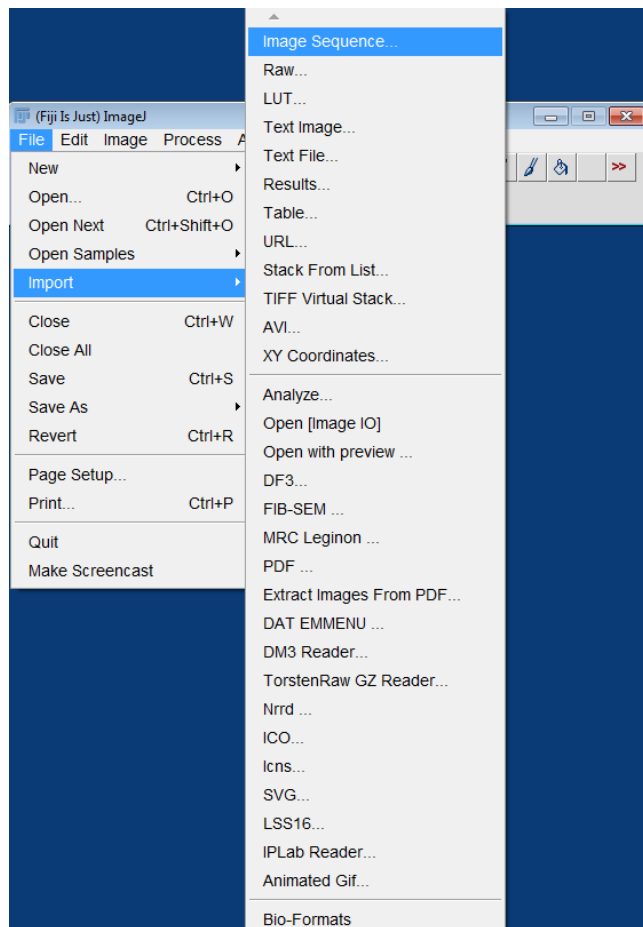 (Fiji Is Just) ImageJ
File Edit Image Process A
>>
New
Open... Ctrl+O
Open Next Ctrl+Shift+O
Open Samples
Import
Close Ctrl+W
Close All
Save Ctrl+S
Save As
Revert Ctrl+R
Page Setup...
Print... Ctrl+P
Quit
Make Screencast
Image Sequence...
Raw...
LUT...
Text Image...
Text File...
Results...
Table...
URL...
Stack From List...
TIFF Virtual Stack...
AVI...
XY Coordinates...
Analyze...
Open [Image IO]
Open with preview ...
DF3...
FIB-SEM ...
MRC Leginon ...
PDF ...
Extract Images From PDF...
DAT EMMENU ...
DM3 Reader...
TorstenRaw GZ Reader...
Nrrd ...
ICO...
Icns...
SVG...
LSS16...
IPLab Reader...
Animated Gif...
Bio-Formats